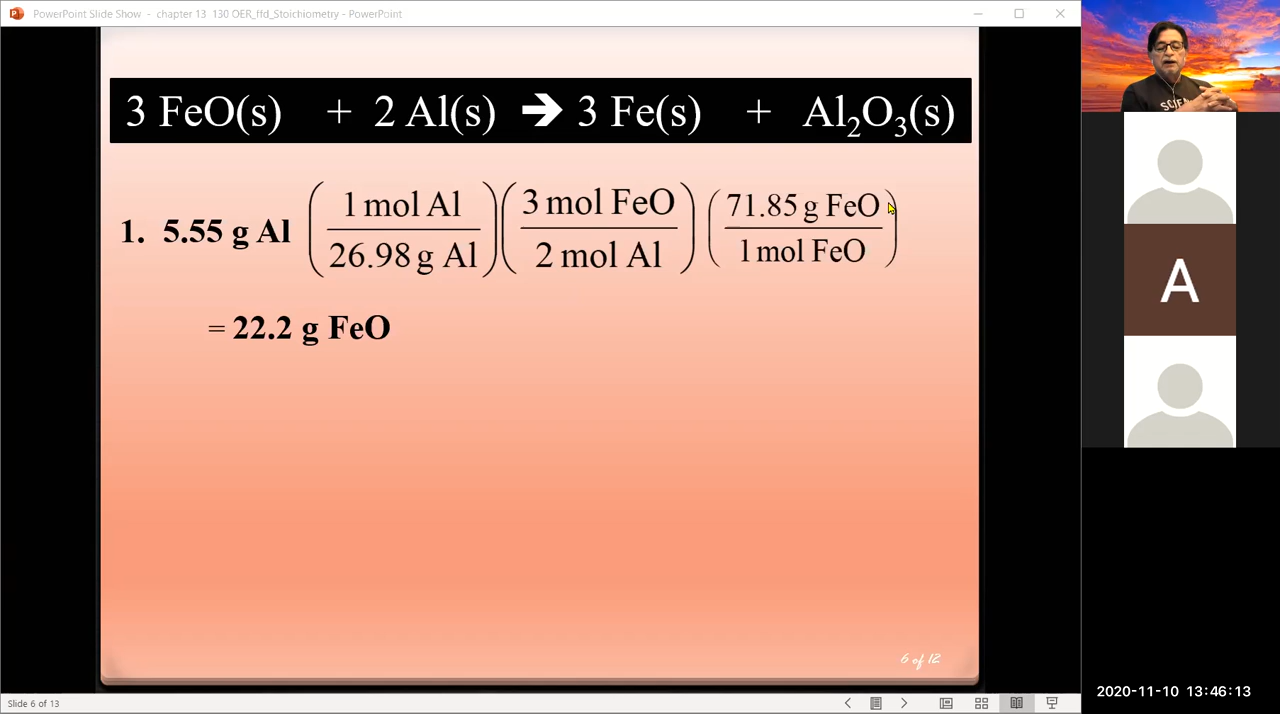 PowerPoint Slide Show - chapter 13 130 OER_ffd_Stoichiometry - PowerPoint
3 FeO(s) + 2 Al(s) ➔ 3 Fe(s) + Al₂O₃(s)
1. 5.55 g Al (1 mol Al / 26.98 g Al) (3 mol FeO / 2 mol Al) (71.85 g FeO / 1 mol FeO)
= 22.2 g FeO
6 of 12
SCIEN
A
Slide 6 of 13
2020-11-10 13:46:13